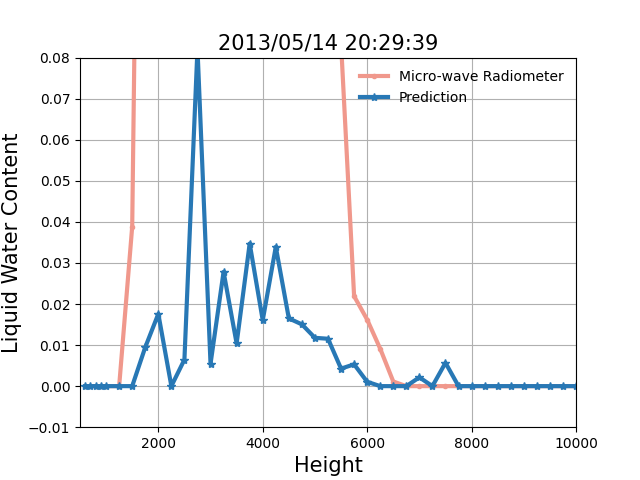 2013/05/14 20:29:39
Micro-wave Radiometer
Prediction
Liquid Water Content
0.08
0.07
0.06
0.05
0.04
0.03
0.02
0.01
0.00
−0.01
2000 4000 6000 8000 10000
Height